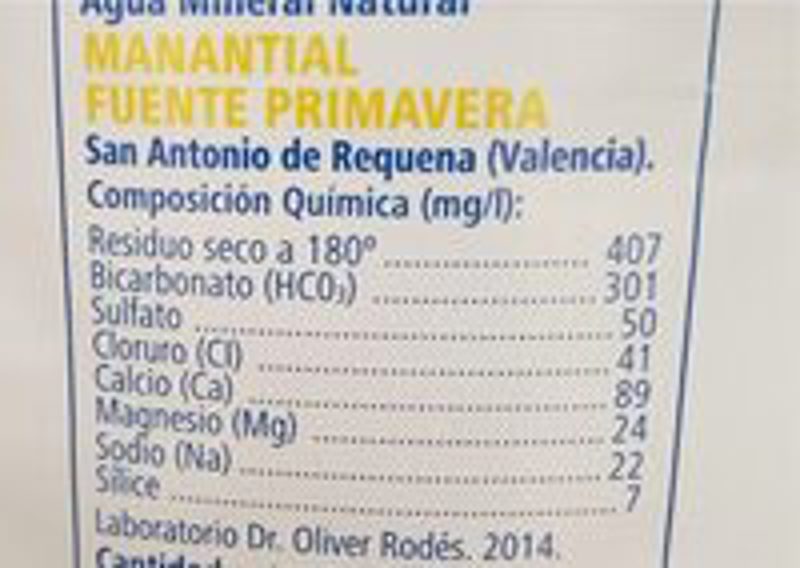 Agua Mineral Natural
MANANTIAL
FUENTE PRIMAVERA
San Antonio de Requena (Valencia).
Composición Química (mg/l):
Residuo seco a 180º ........................ 407
Bicarbonato (HCO₃) ........................ 301
Sulfato ............................................. 50
Cloruro (Cl) ...................................... 41
Calcio (Ca) ....................................... 89
Magnesio (Mg) ................................ 24
Sodio (Na) ....................................... 22
Sílice ................................................ 7
Laboratorio Dr. Oliver Rodés. 2014.